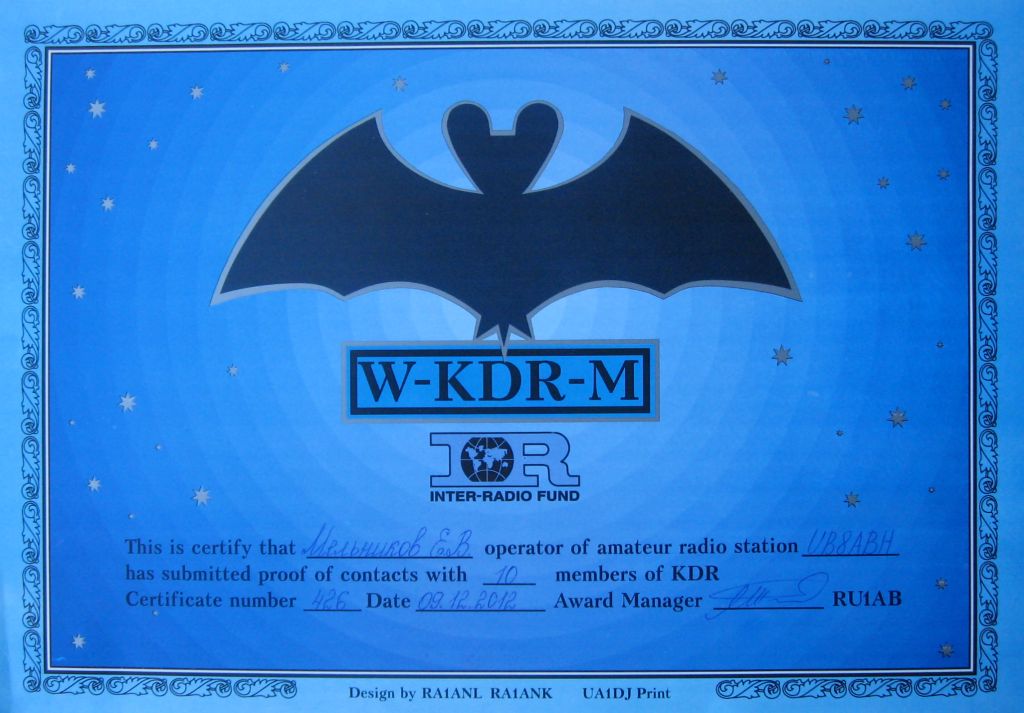 W-KDR-M
INTER-RADIO FUND
This is certify that Мельников Е.В operator of amateur radio station UB8ABH
has submitted proof of contacts with 10 members of KDR
Certificate number 426 Date 09.12.2012 Award Manager RU1AB
Design by RA1ANL RA1ANK UA1DJ Print